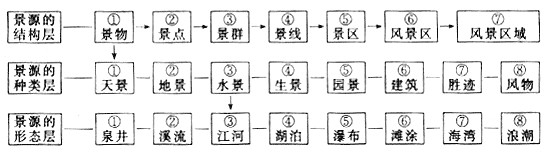 景源的 ① ② ③ ④ ⑤ ⑥ ⑦
结构层 景物 景点 景群 景线 景区 风景区 风景区域
景源的 ① ② ③ ④ ⑤ ⑥ ⑦ ⑧
种类层 天景 地景 水景 生景 园景 建筑 胜迹 风物
景源的 ① ② ③ ④ ⑤ ⑥ ⑦ ⑧
形态层 泉井 溪流 江河 湖泊 瀑布 滩涂 海湾 浪潮